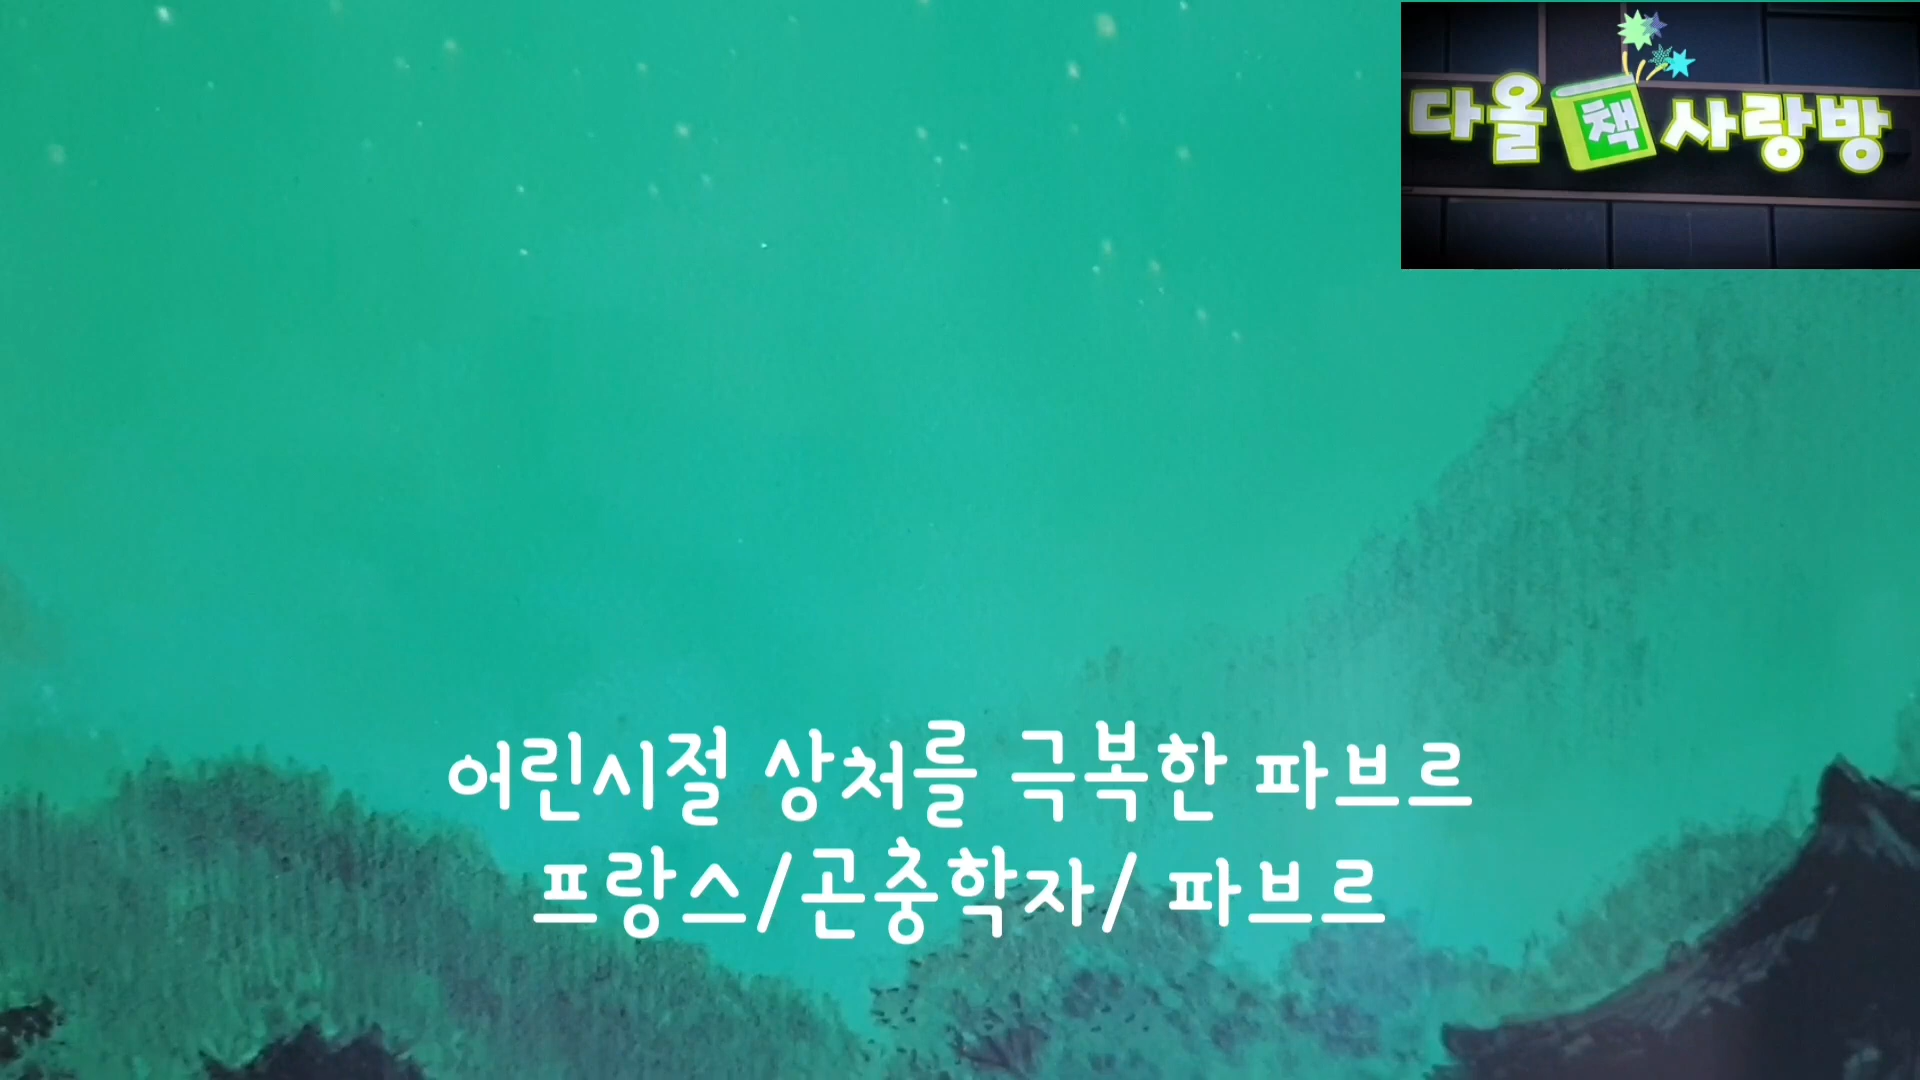 다올 책 사랑방
어린시절 상처를 극복한 파브르
프랑스/곤충학자/ 파브르